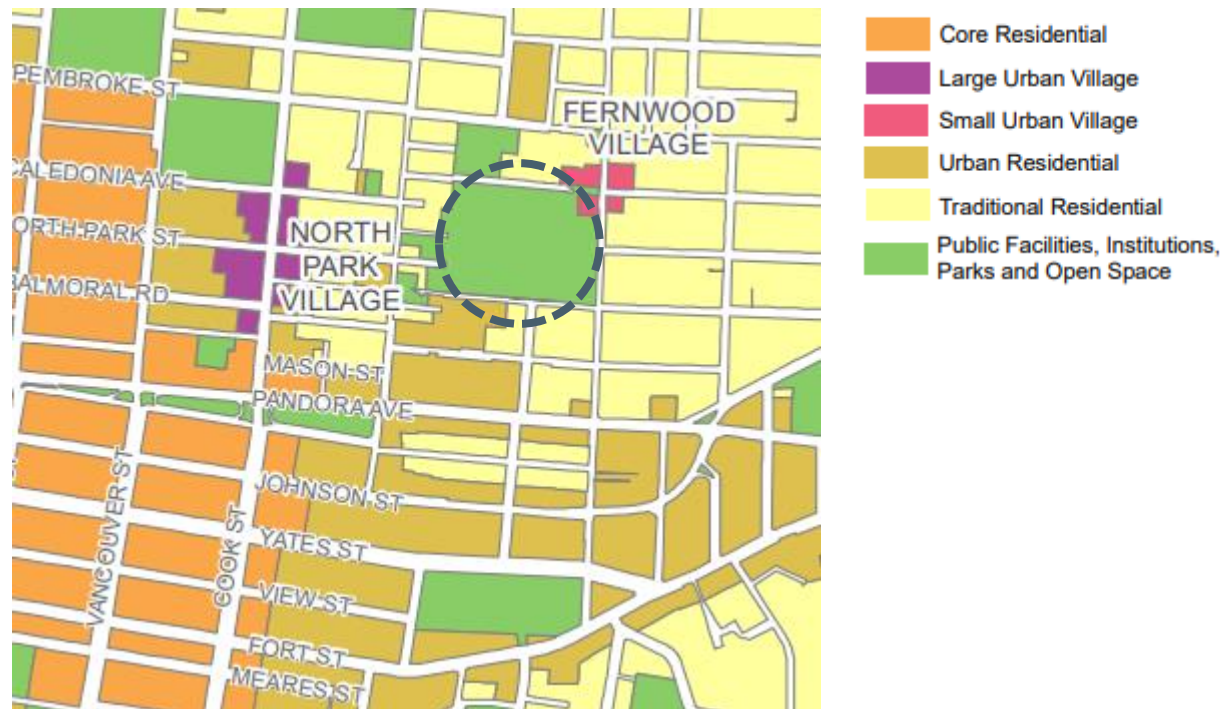 PEMBROKE ST
FERNWOOD
VILLAGE
CALEDONIA AVE
NORTH PARK ST
NORTH
PARK
VILLAGE
BALMORAL RD
MASON ST
PANDORA AVE
JOHNSON ST
VANCOUVER ST
COOK ST
YATES ST
VIEW ST
FORT ST
MEARES ST
Core Residential
Large Urban Village
Small Urban Village
Urban Residential
Traditional Residential
Public Facilities, Institutions,
Parks and Open Space